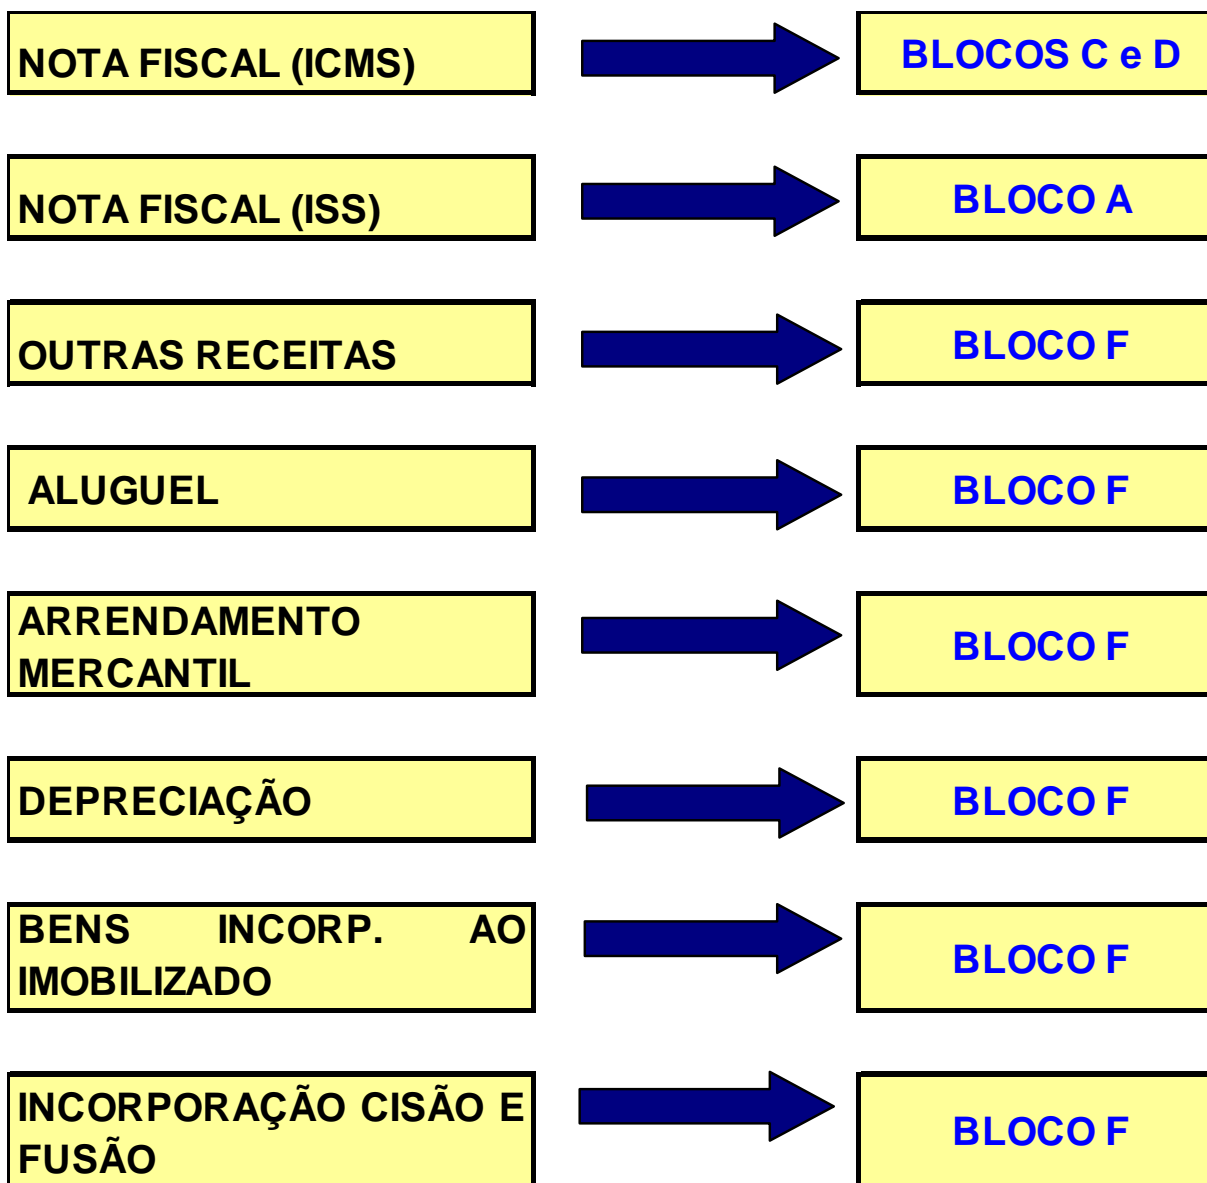 NOTA FISCAL (ICMS)
BLOCOS C e D
NOTA FISCAL (ISS)
BLOCO A
OUTRAS RECEITAS
BLOCO F
ALUGUEL
BLOCO F
ARRENDAMENTO
MERCANTIL
BLOCO F
DEPRECIAÇÃO
BLOCO F
BENS INCORP. AO
IMOBILIZADO
BLOCO F
INCORPORAÇÃO CISÃO E
FUSÃO
BLOCO F